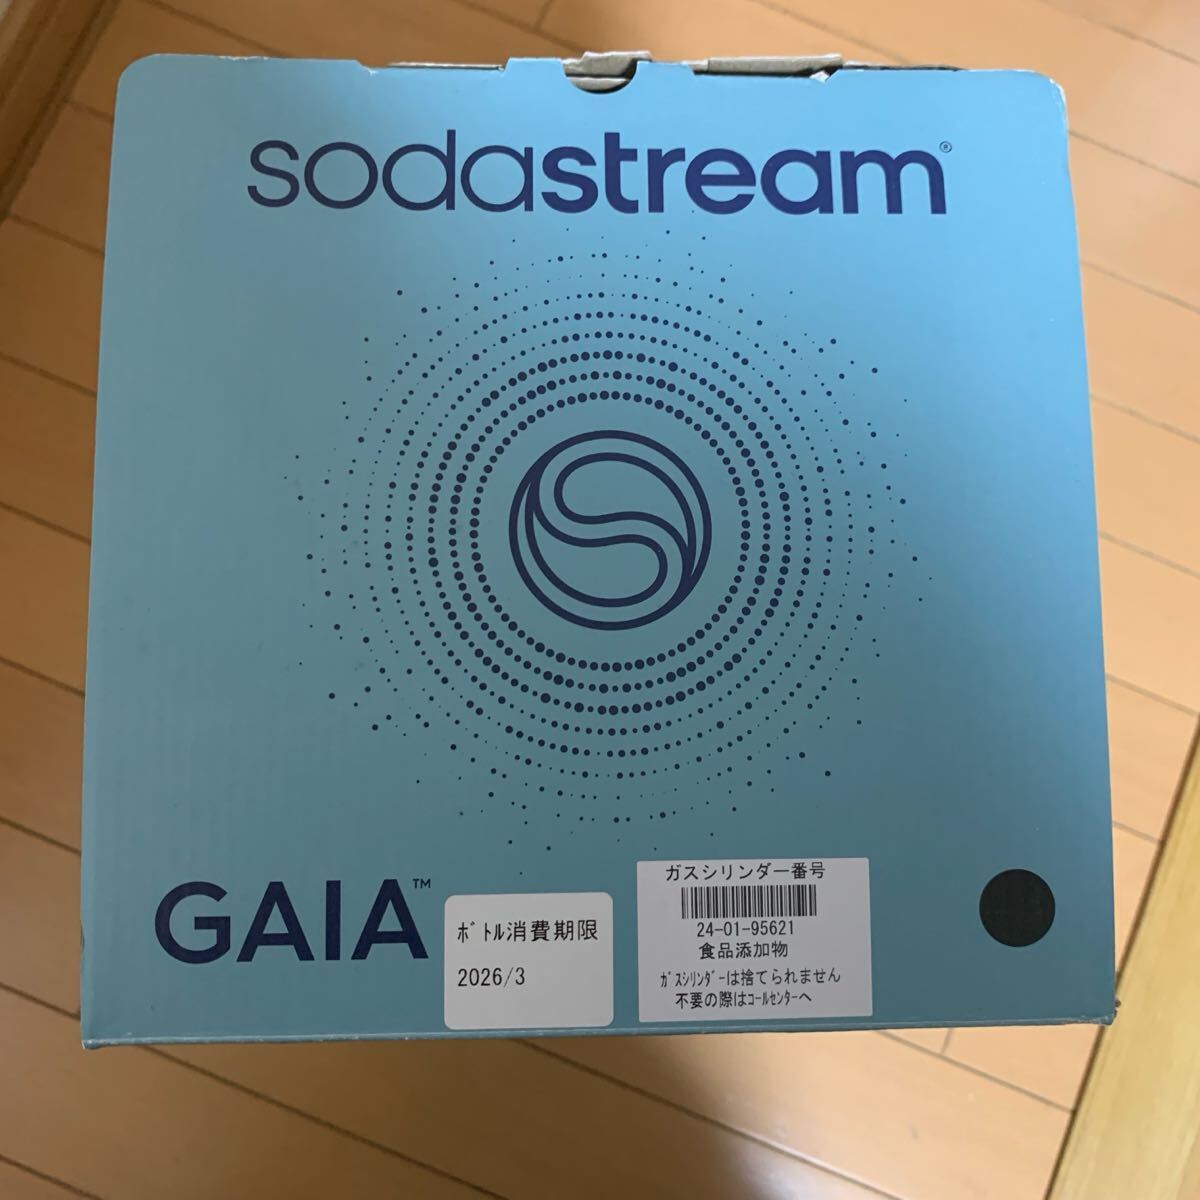 sodastream®
GAIA™
ﾎﾞﾄﾙ消費期限
2026/3
ガスシリンダー番号
24-01-95621
食品添加物
ｶﾞｽｼﾘﾝﾀﾞｰは捨てられません
不要の際はｺｰﾙｾﾝﾀｰへ